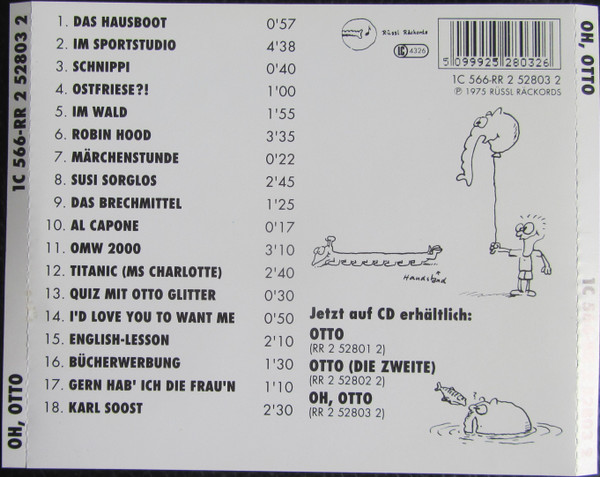 1C 566-RR 2 52803 2
OH, OTTO
1. DAS HAUSBOOT 0'57
2. IM SPORTSTUDIO 4'38
3. SCHNIPPI 0'40
4. OSTFRIESE?! 1'00
5. IM WALD 1'55
6. ROBIN HOOD 3'35
7. MÄRCHENSTUNDE 0'22
8. SUSI SORGLOS 2'45
9. DAS BRECHMITTEL 1'25
10. AL CAPONE 0'17
11. OMW 2000 3'10
12. TITANIC (MS CHARLOTTE) 2'40
13. QUIZ MIT OTTO GLITTER 0'30
14. I'D LOVE YOU TO WANT ME 0'50
15. ENGLISH-LESSON 2'10
16. BÜCHERWERBUNG 1'30
17. GERN HAB' ICH DIE FRAU'N 1'10
18. KARL SOOST 2'30
Rüssl Räckords
LC 4326
5 099925 280326
1C 566-RR 2 52803 2
℗ 1975 RÜSSL RÄCKORDS
Jetzt auf CD erhältlich:
OTTO
(RR 2 52801 2)
OTTO (DIE ZWEITE)
(RR 2 52802 2)
OH, OTTO
(RR 2 52803 2)
OH, OTTO